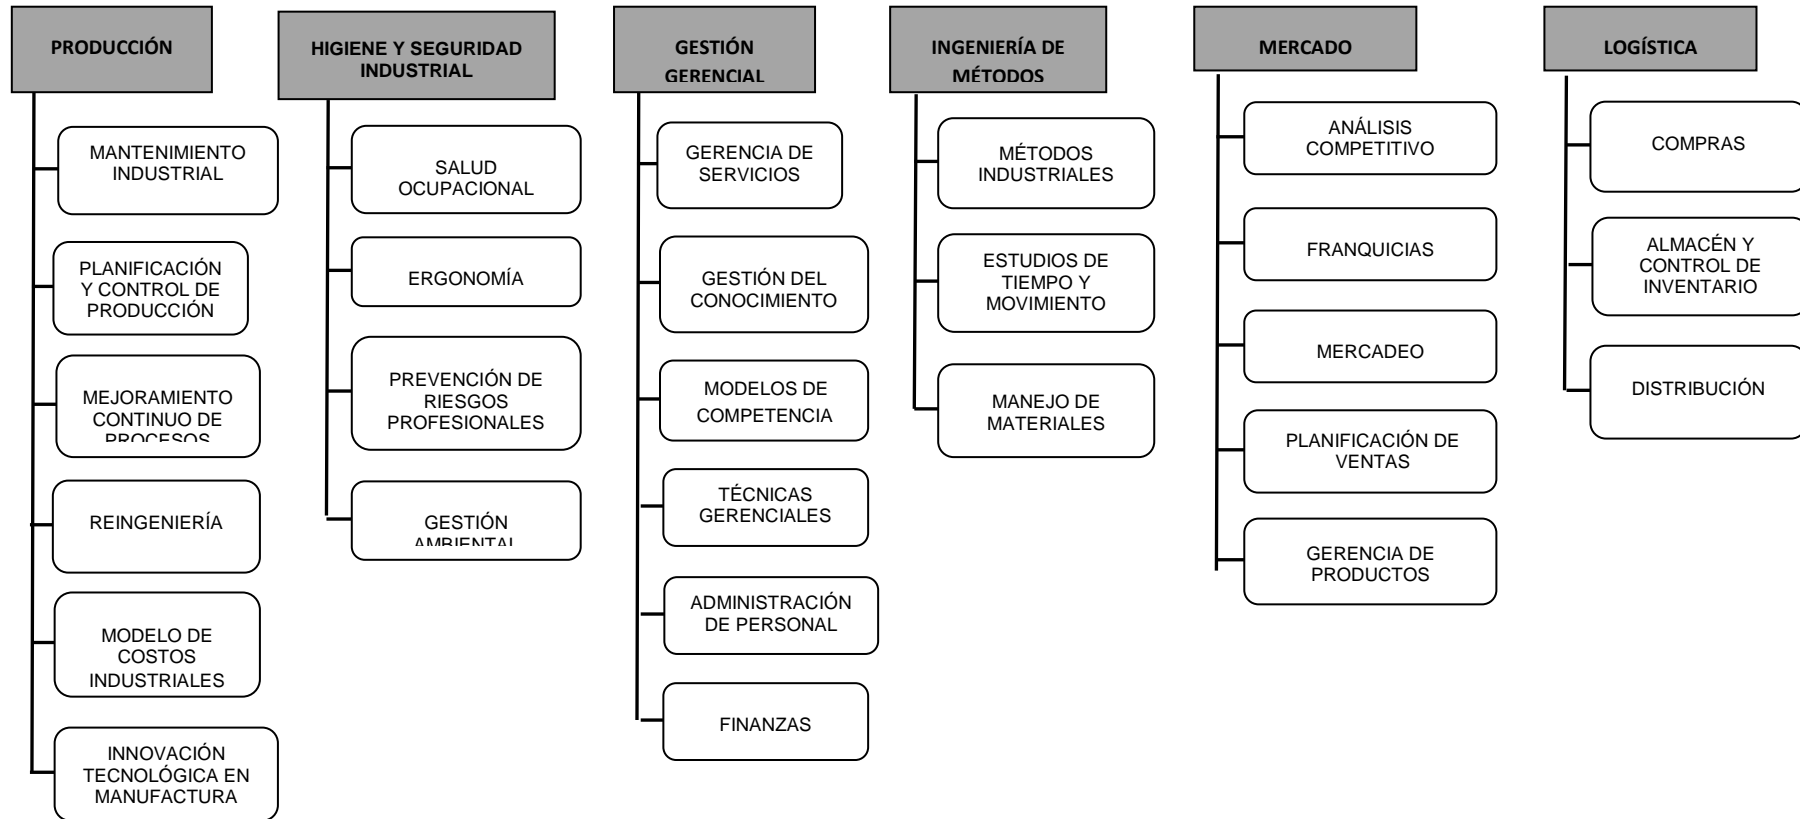 PRODUCCIÓN
MANTENIMIENTO
INDUSTRIAL
PLANIFICACIÓN
Y CONTROL DE
PRODUCCIÓN
MEJORAMIENTO
CONTINUO DE
PROCESOS
REINGENIERÍA
MODELO DE
COSTOS
INDUSTRIALES
INNOVACIÓN
TECNOLÓGICA EN
MANUFACTURA
HIGIENE Y SEGURIDAD
INDUSTRIAL
SALUD
OCUPACIONAL
ERGONOMÍA
PREVENCIÓN DE
RIESGOS
PROFESIONALES
GESTIÓN
AMBIENTAL
GESTIÓN
GERENCIAL
GERENCIA DE
SERVICIOS
GESTIÓN DEL
CONOCIMIENTO
MODELOS DE
COMPETENCIA
TÉCNICAS
GERENCIALES
ADMINISTRACIÓN
DE PERSONAL
FINANZAS
INGENIERÍA DE
MÉTODOS
MÉTODOS
INDUSTRIALES
ESTUDIOS DE
TIEMPO Y
MOVIMIENTO
MANEJO DE
MATERIALES
MERCADO
ANÁLISIS
COMPETITIVO
FRANQUICIAS
MERCADEO
PLANIFICACIÓN DE
VENTAS
GERENCIA DE
PRODUCTOS
LOGÍSTICA
COMPRAS
ALMACÉN Y
CONTROL DE
INVENTARIO
DISTRIBUCIÓN